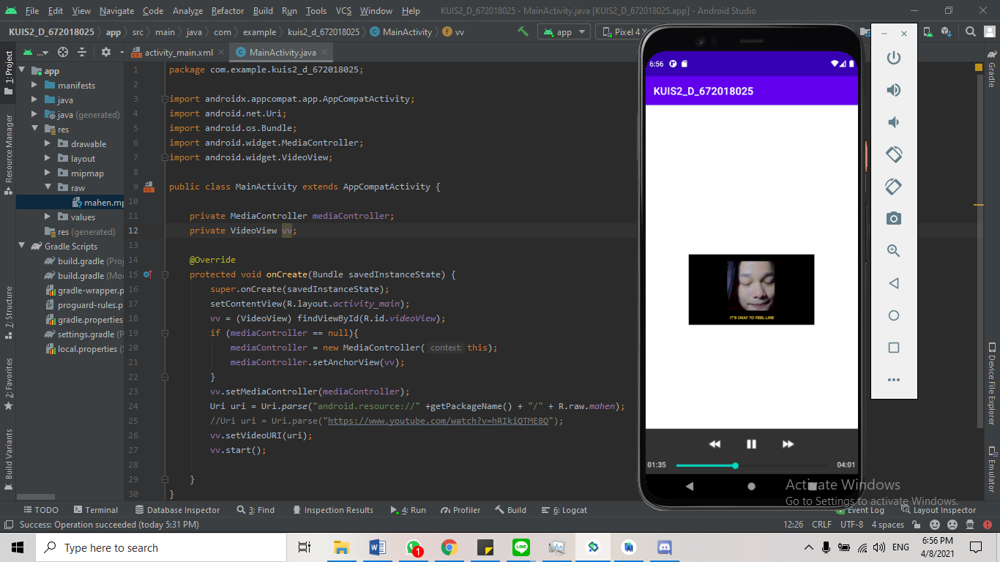 File Edit View Navigate Code Analyze Refactor Build Run Tools VCS Window Help KUIS2_D_672018025 - MainActivity.java [KUIS2_D_672018025.app] - Android Studio
KUIS2_D_672018025 app src main java com example kuis2_d_672018025 MainActivity vv app Pixel 4 X
... activity_main.xml MainActivity.java
1: Project
Resource Manager
7: Structure
2: Favorites
Build Variants
app
manifests
java
java (generated)
res
drawable
layout
mipmap
raw
mahen.mp
values
res (generated)
Gradle Scripts
build.gradle (Proj
build.gradle (Mod
gradle-wrapper.p
proguard-rules.p
gradle.properties
settings.gradle (P
local.properties (S
1 package com.example.kuis2_d_672018025;
2
3 import androidx.appcompat.app.AppCompatActivity;
4 import android.net.Uri;
5 import android.os.Bundle;
6 import android.widget.MediaController;
7 import android.widget.VideoView;
8
9 public class MainActivity extends AppCompatActivity {
10
11 private MediaController mediaController;
12 private VideoView vv;
13
14 @Override
15 protected void onCreate(Bundle savedInstanceState) {
16 super.onCreate(savedInstanceState);
17 setContentView(R.layout.activity_main);
18 vv = (VideoView) findViewById(R.id.videoView);
19 if (mediaController == null){
20 mediaController = new MediaController( context: this);
21 mediaController.setAnchorView(vv);
22 }
23 vv.setMediaController(mediaController);
24 Uri uri = Uri.parse("android.resource://" +getPackageName() + "/" + R.raw.mahen);
25 //Uri uri = Uri.parse("https://www.youtube.com/watch?v=hRIkiQTME8Q");
26 vv.setVideoURI(uri);
27 vv.start();
28
29 }
30 }
6:56
KUIS2_D_672018025
IT'S OKAY TO FEEL LIKE
01:35 04:01
Gradle
Device File Explorer
Emulator
Activate Windows
Go to Settings to activate Windows.
TODO Terminal Database Inspector 3: Find Inspection Results 4: Run Profiler Build 6: Logcat Event Log Layout Inspector
Success: Operation succeeded (today 5:31 PM) 12:26 CRLF UTF-8 4 spaces
Type here to search 1 LINE ENG 6:56 PM
4/8/2021